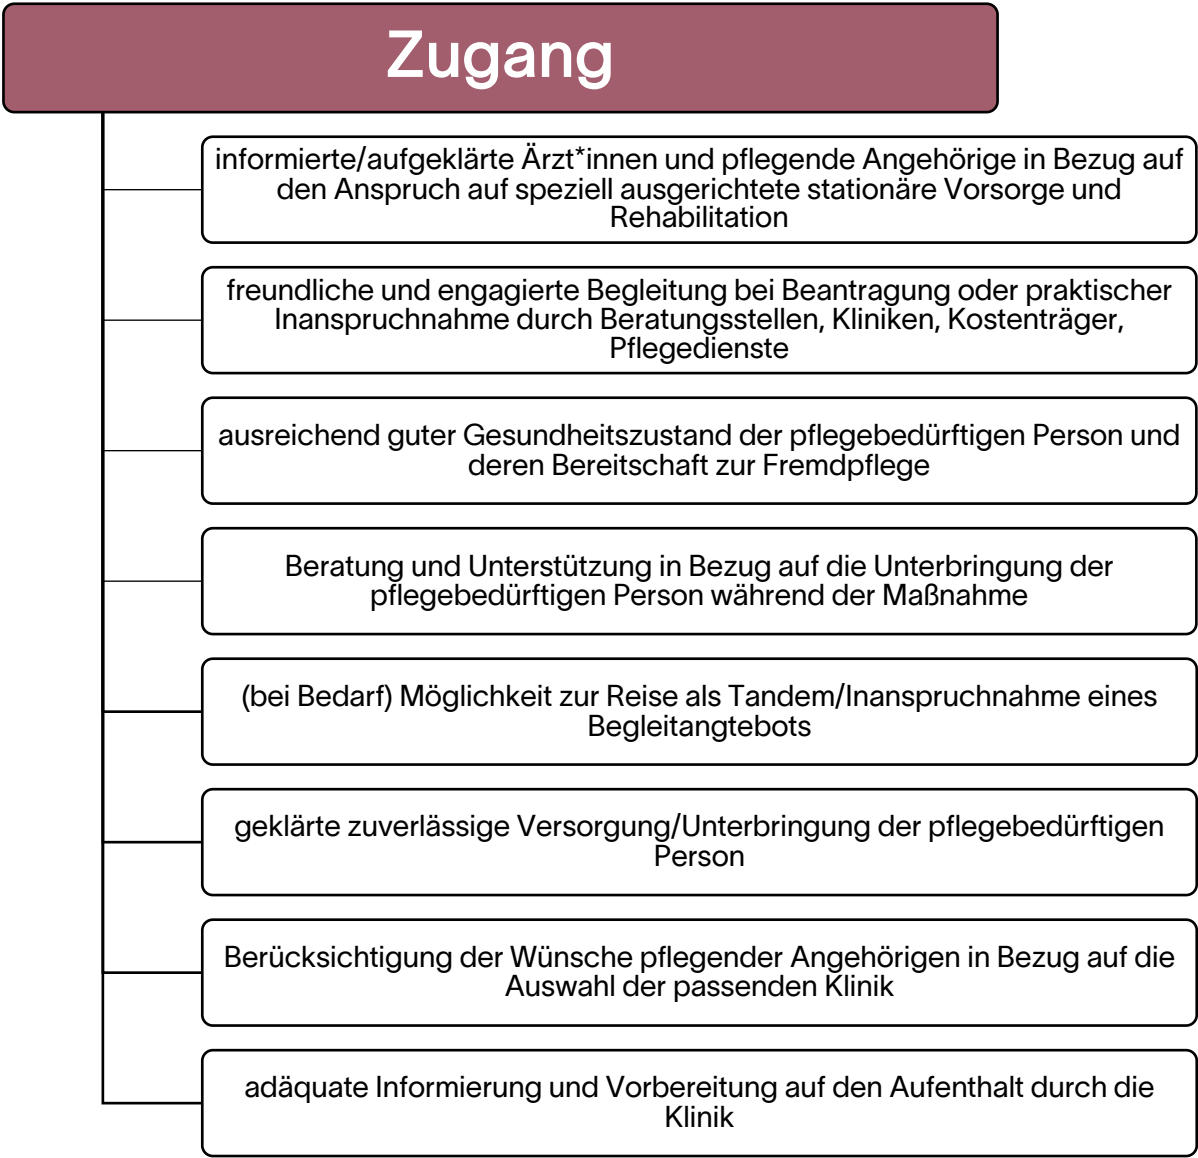 Zugang
informierte/aufgeklärte Ärzt*innen und pflegende Angehörige in Bezug auf
den Anspruch auf speziell ausgerichtete stationäre Vorsorge und
Rehabilitation
freundliche und engagierte Begleitung bei Beantragung oder praktischer
Inanspruchnahme durch Beratungsstellen, Kliniken, Kostenträger,
Pflegedienste
ausreichend guter Gesundheitszustand der pflegebedürftigen Person und
deren Bereitschaft zur Fremdpflege
Beratung und Unterstützung in Bezug auf die Unterbringung der
pflegebedürftigen Person während der Maßnahme
(bei Bedarf) Möglichkeit zur Reise als Tandem/Inanspruchnahme eines
Begleitangtebots
geklärte zuverlässige Versorgung/Unterbringung der pflegebedürftigen
Person
Berücksichtigung der Wünsche pflegender Angehörigen in Bezug auf die
Auswahl der passenden Klinik
adäquate Informierung und Vorbereitung auf den Aufenthalt durch die
Klinik